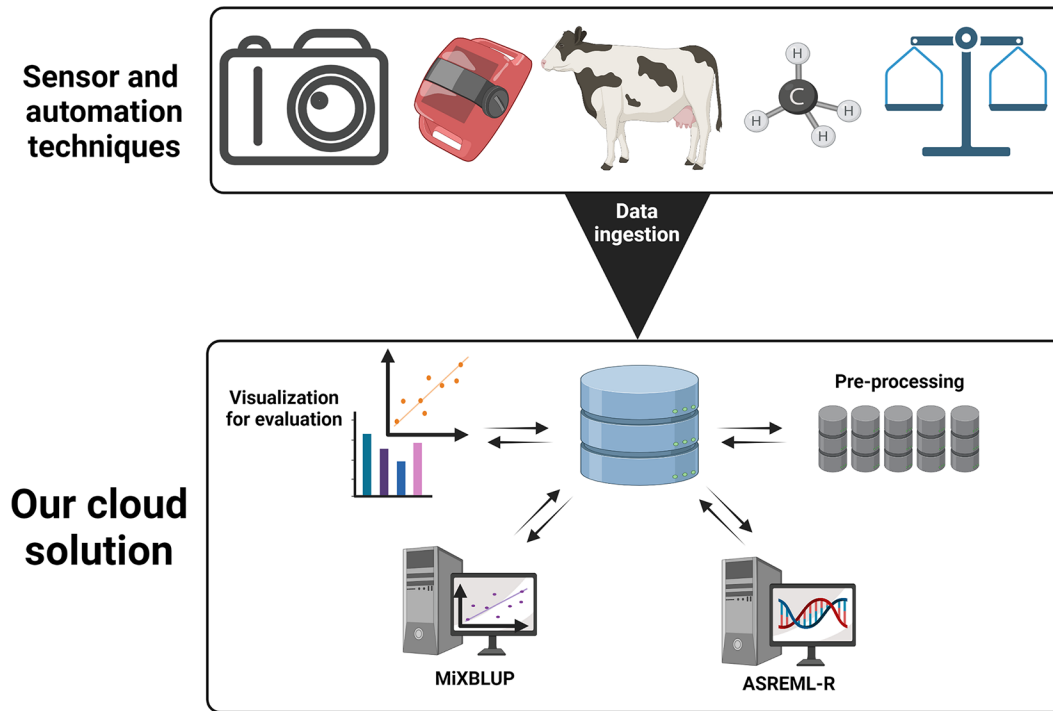 Sensor and
automation
techniques
H
C
H
H
H
Data
ingestion
Visualization
for evaluation
Pre-processing
Our cloud
solution
MiXBLUP
ASREML-R